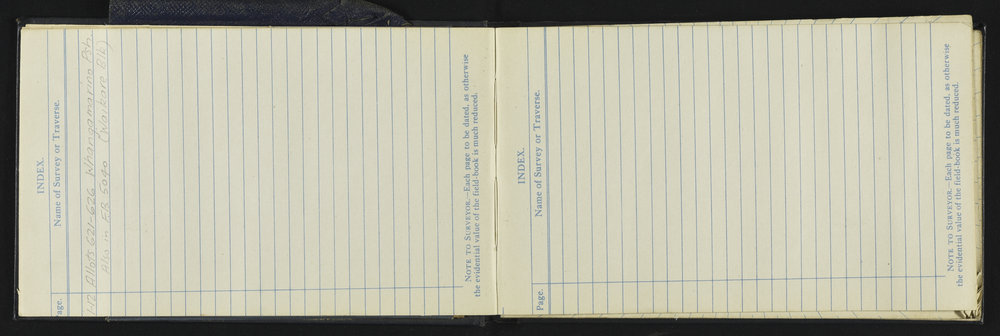 INDEX.
Page. Name of Survey or Traverse.
1-12 Allots 621-626 Whangamarino Psh.
Also in F.B. 5040 (Waikare Blk)
NOTE TO SURVEYOR.—Each page to be dated, as otherwise
the evidential value of the field-book is much reduced.
INDEX.
Page. Name of Survey or Traverse.
NOTE TO SURVEYOR.—Each page to be dated, as otherwise
the evidential value of the field-book is much reduced.